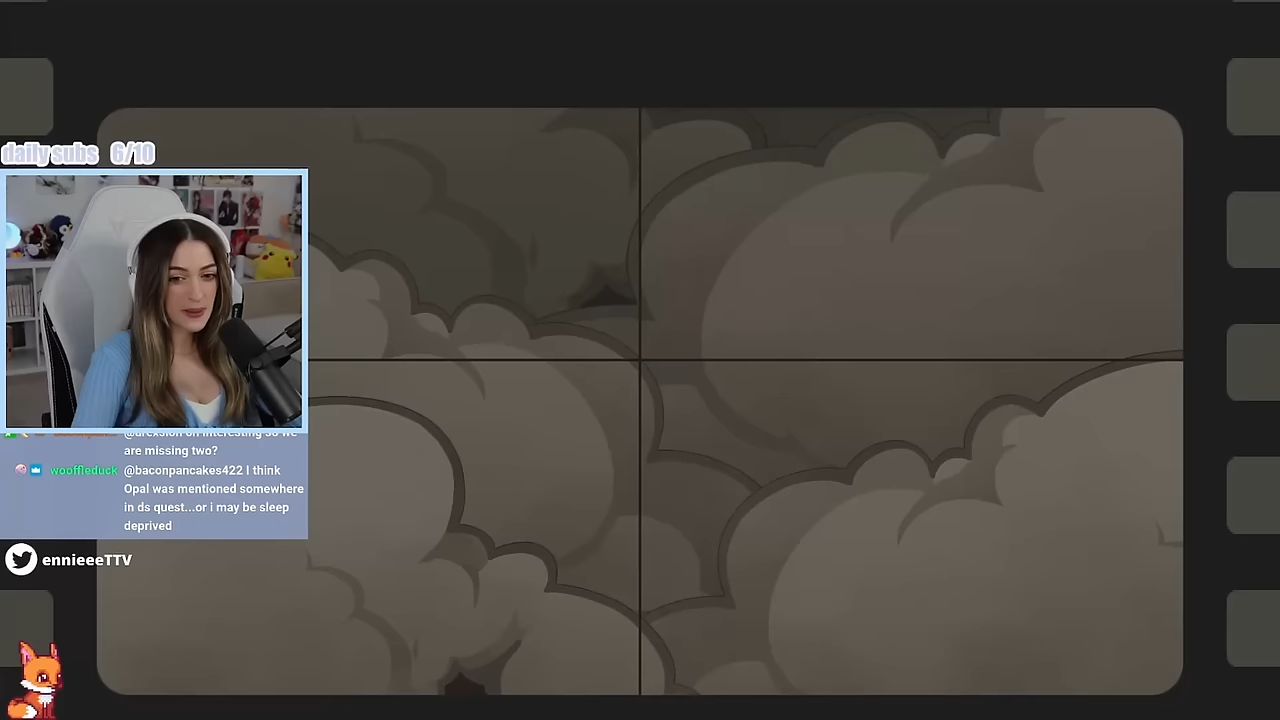 daily subs 6/10
are missing two?
wooffleduck @baconpancakes422 I think
Opal was mentioned somewhere
in ds quest...or i may be sleep
deprived
ennieeeTTV